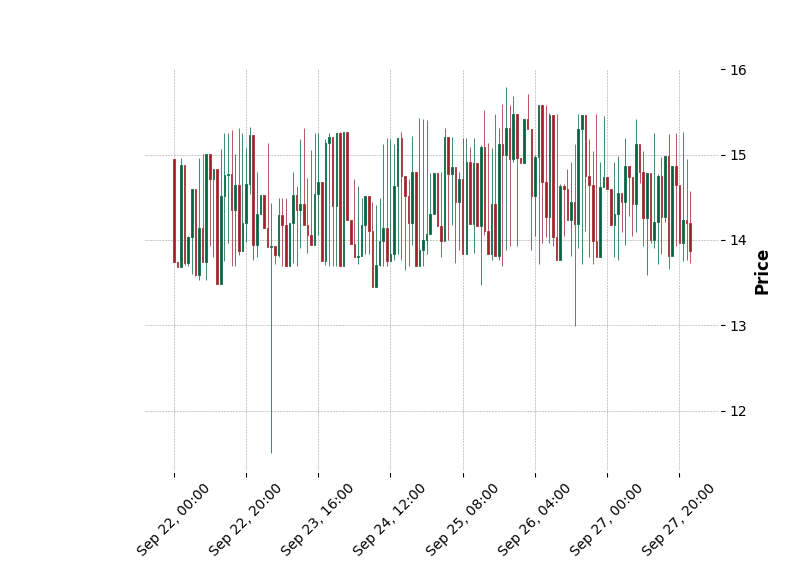 16
15
14
13
12
Price
Sep 22, 00:00
Sep 22, 20:00
Sep 23, 16:00
Sep 24, 12:00
Sep 25, 08:00
Sep 26, 04:00
Sep 27, 00:00
Sep 27, 20:00